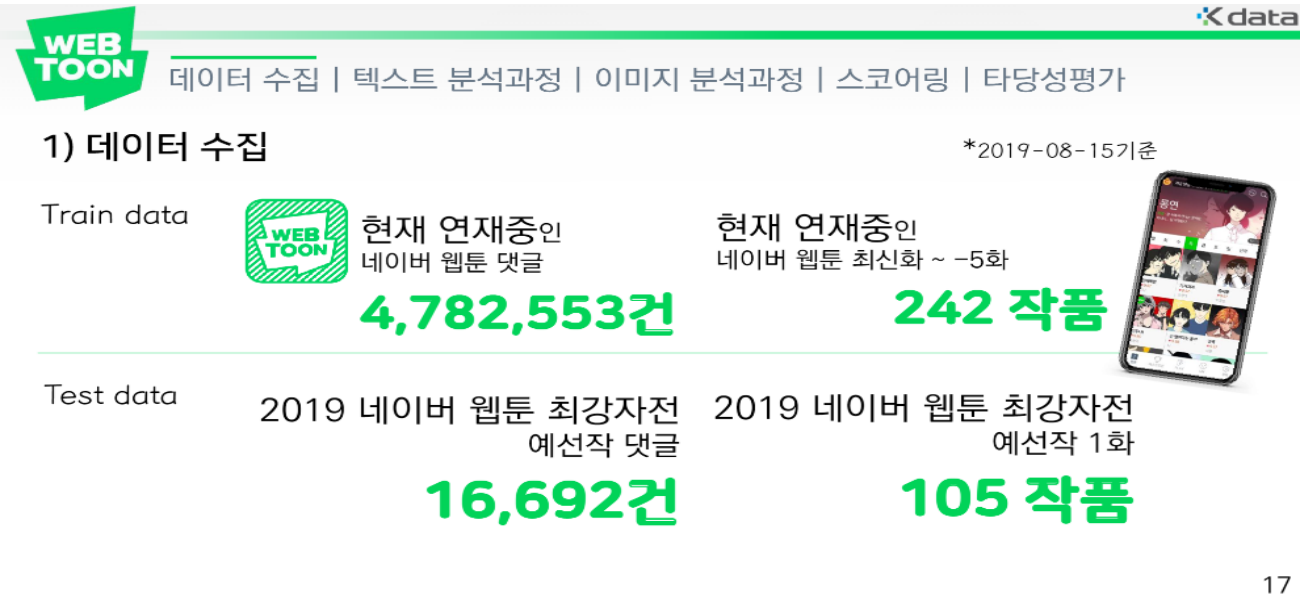 Kdata
WEB
TOON
데이터 수집 | 텍스트 분석과정 | 이미지 분석과정 | 스코어링 | 타당성평가
1) 데이터 수집
*2019-08-15기준
Train data
WEB
TOON
현재 연재중인
네이버 웹툰 댓글
4,782,553건
현재 연재중인
네이버 웹툰 최신화 ~ -5화
242 작품
Test data
2019 네이버 웹툰 최강자전
예선작 댓글
16,692건
2019 네이버 웹툰 최강자전
예선작 1화
105 작품
17